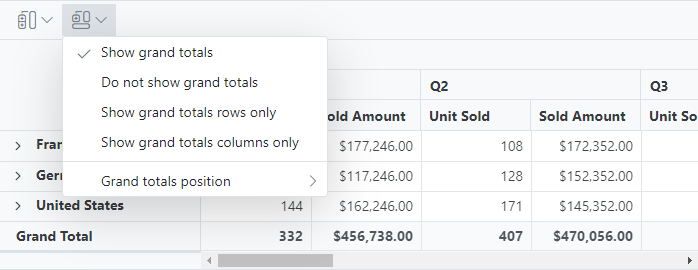 Show grand totals
Do not show grand totals
Show grand totals rows only
Show grand totals columns only
Grand totals position
Q2 Q3
Sold Amount Unit Sold Sold Amount Unit So
Fran $177,246.00 108 $172,352.00
Ger $117,246.00 128 $152,352.00
United States 144 $162,246.00 171 $145,352.00
Grand Total 332 $456,738.00 407 $470,056.00